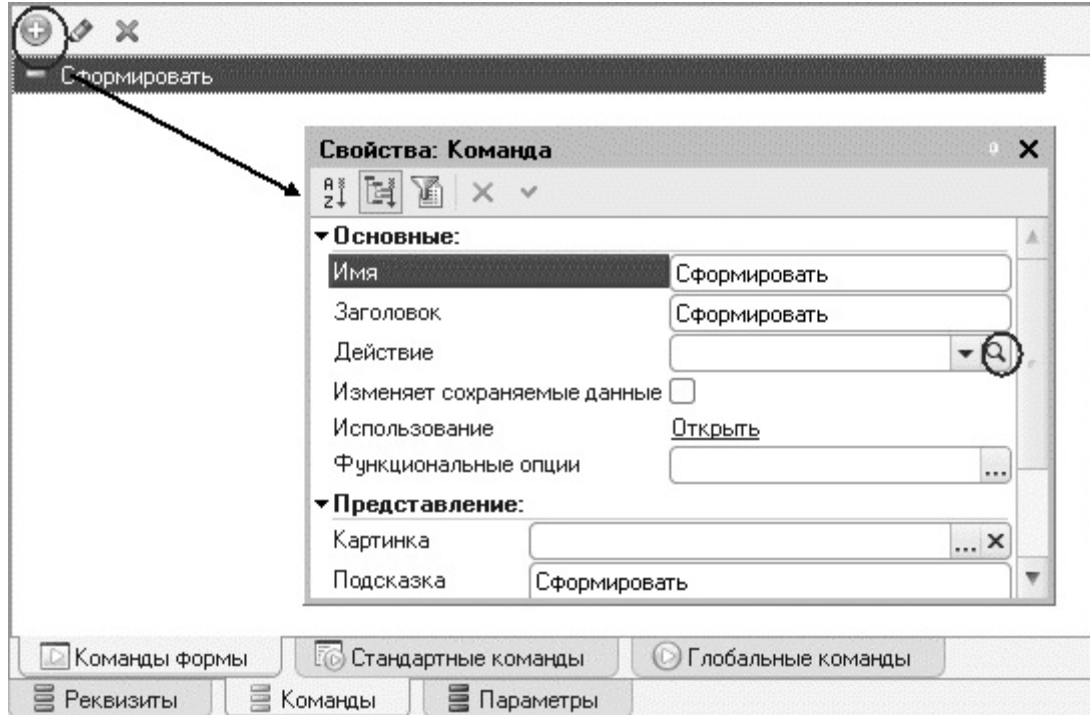 Сформировать
Свойства: Команда
Основные:
Имя Сформировать
Заголовок Сформировать
Действие
Изменяет сохраняемые данные
Использование Открыть
Функциональные опции ...
Представление:
Картинка ...
Подсказка Сформировать
Команды формы Стандартные команды Глобальные команды
Реквизиты Команды Параметры